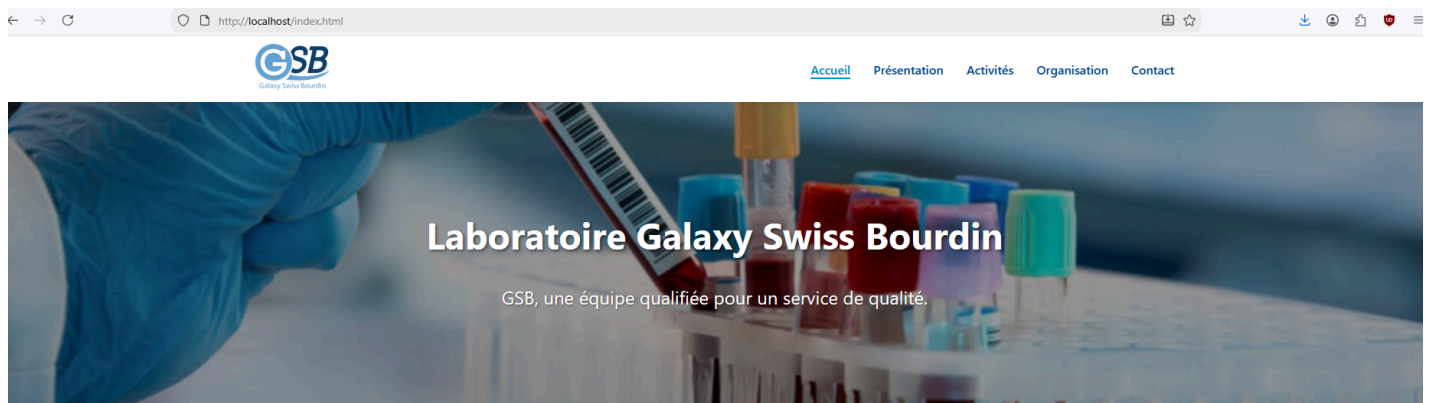 http://localhost/index.html
GSB
Galaxy Swiss Bourdin
Accueil Présentation Activités Organisation Contact
Laboratoire Galaxy Swiss Bourdin
GSB, une équipe qualifiée pour un service de qualité.